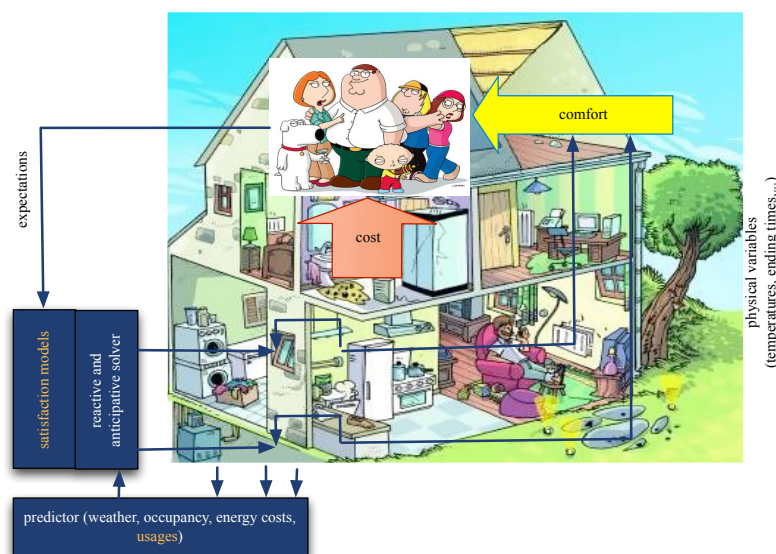 comfort
expectations
cost
physical variables
(temperatures, ending times,...)
satisfaction models
reactive and
anticipative solver
predictor (weather, occupancy, energy costs,
usages)